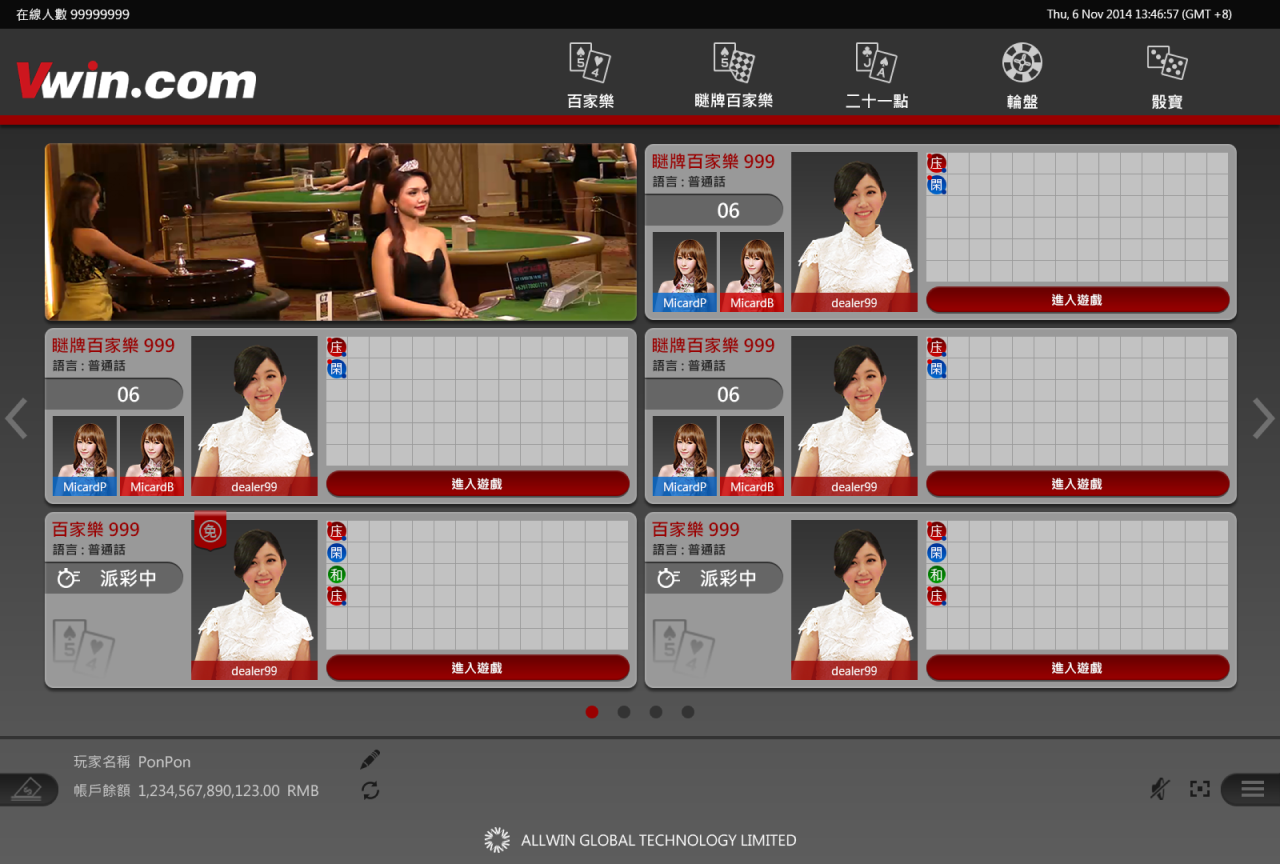 在線人數 99999999
Thu, 6 Nov 2014 13:46:57 (GMT +8)
Vwin.com
百家樂
瞇牌百家樂
二十一點
輪盤
骰寶
瞇牌百家樂 999
語言 : 普通話
06
MicardP
MicardB
dealer99
庄
閑
進入遊戲
瞇牌百家樂 999
語言 : 普通話
06
MicardP
MicardB
dealer99
庄
閑
進入遊戲
瞇牌百家樂 999
語言 : 普通話
06
MicardP
MicardB
dealer99
庄
閑
進入遊戲
百家樂 999
語言 : 普通話
派彩中
免
dealer99
庄
閑
和
庄
進入遊戲
百家樂 999
語言 : 普通話
派彩中
dealer99
庄
閑
和
庄
進入遊戲
玩家名稱 PonPon
帳戶餘額 1,234,567,890,123.00 RMB
ALLWIN GLOBAL TECHNOLOGY LIMITED